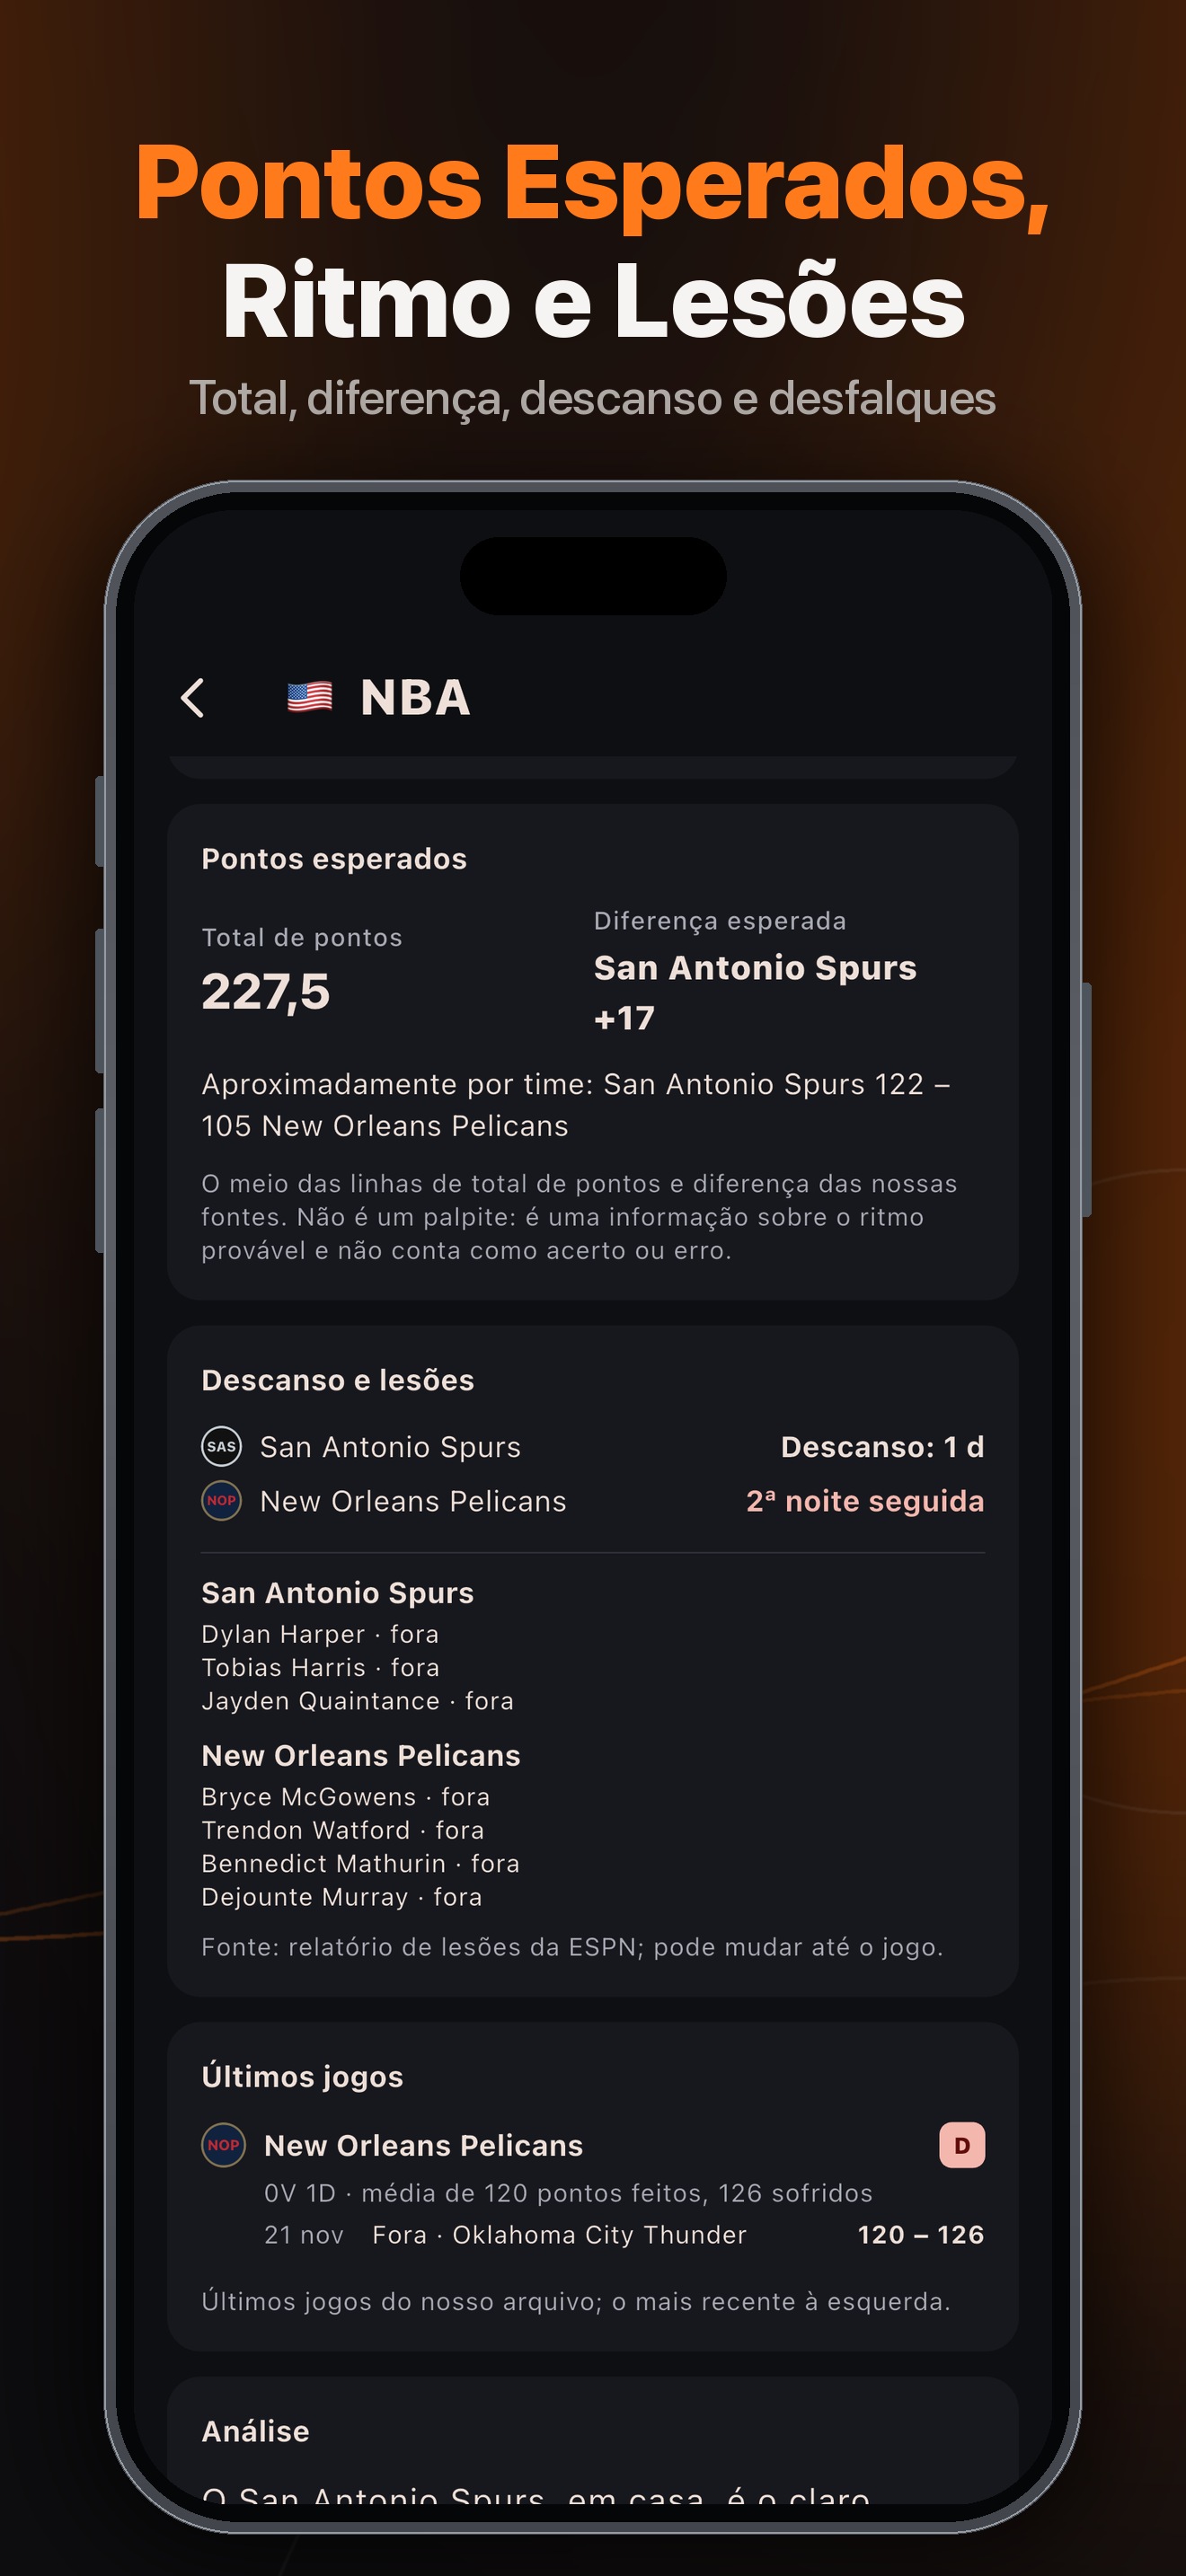 Pontos Esperados,
Ritmo e Lesões
Total, diferença, descanso e desfalques
NBA
Pontos esperados
Total de pontos
227,5
Diferença esperada
San Antonio Spurs
+17
Aproximadamente por time: San Antonio Spurs 122 –
105 New Orleans Pelicans
O meio das linhas de total de pontos e diferença das nossas
fontes. Não é um palpite: é uma informação sobre o ritmo
provável e não conta como acerto ou erro.
Descanso e lesões
SAS San Antonio Spurs Descanso: 1 d
NOP New Orleans Pelicans 2ª noite seguida
San Antonio Spurs
Dylan Harper · fora
Tobias Harris · fora
Jayden Quaintance · fora
New Orleans Pelicans
Bryce McGowens · fora
Trendon Watford · fora
Bennedict Mathurin · fora
Dejounte Murray · fora
Fonte: relatório de lesões da ESPN; pode mudar até o jogo.
Últimos jogos
NOP New Orleans Pelicans D
0V 1D · média de 120 pontos feitos, 126 sofridos
21 nov Fora · Oklahoma City Thunder 120 – 126
Últimos jogos do nosso arquivo; o mais recente à esquerda.
Análise
O San Antonio Spurs, em casa, é o claro